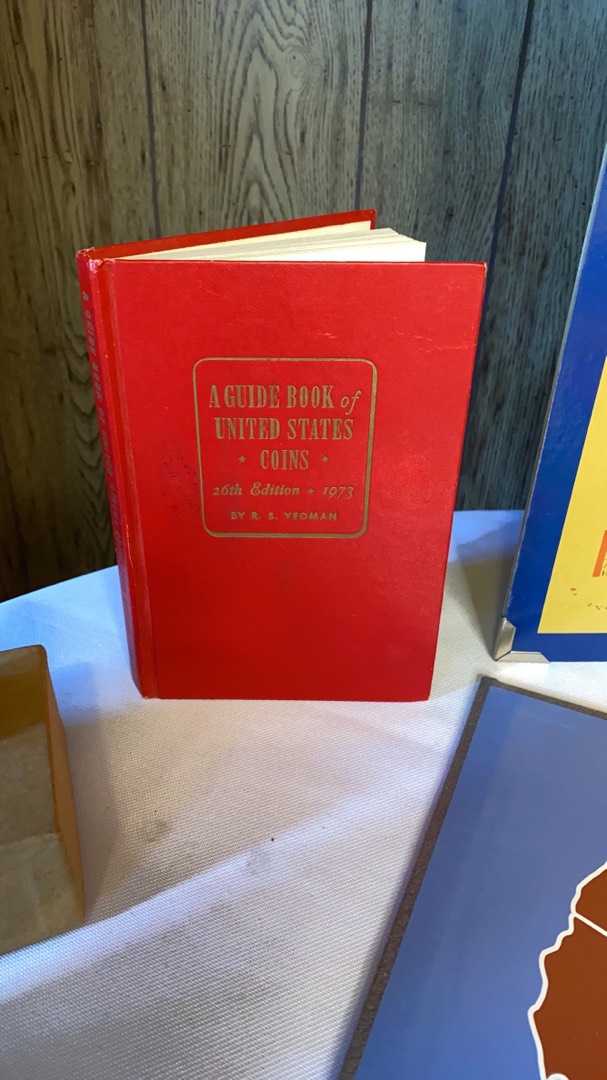 A GUIDE BOOK of
UNITED STATES
* COINS *
26th Edition * 1973
BY R. S. YEOMAN